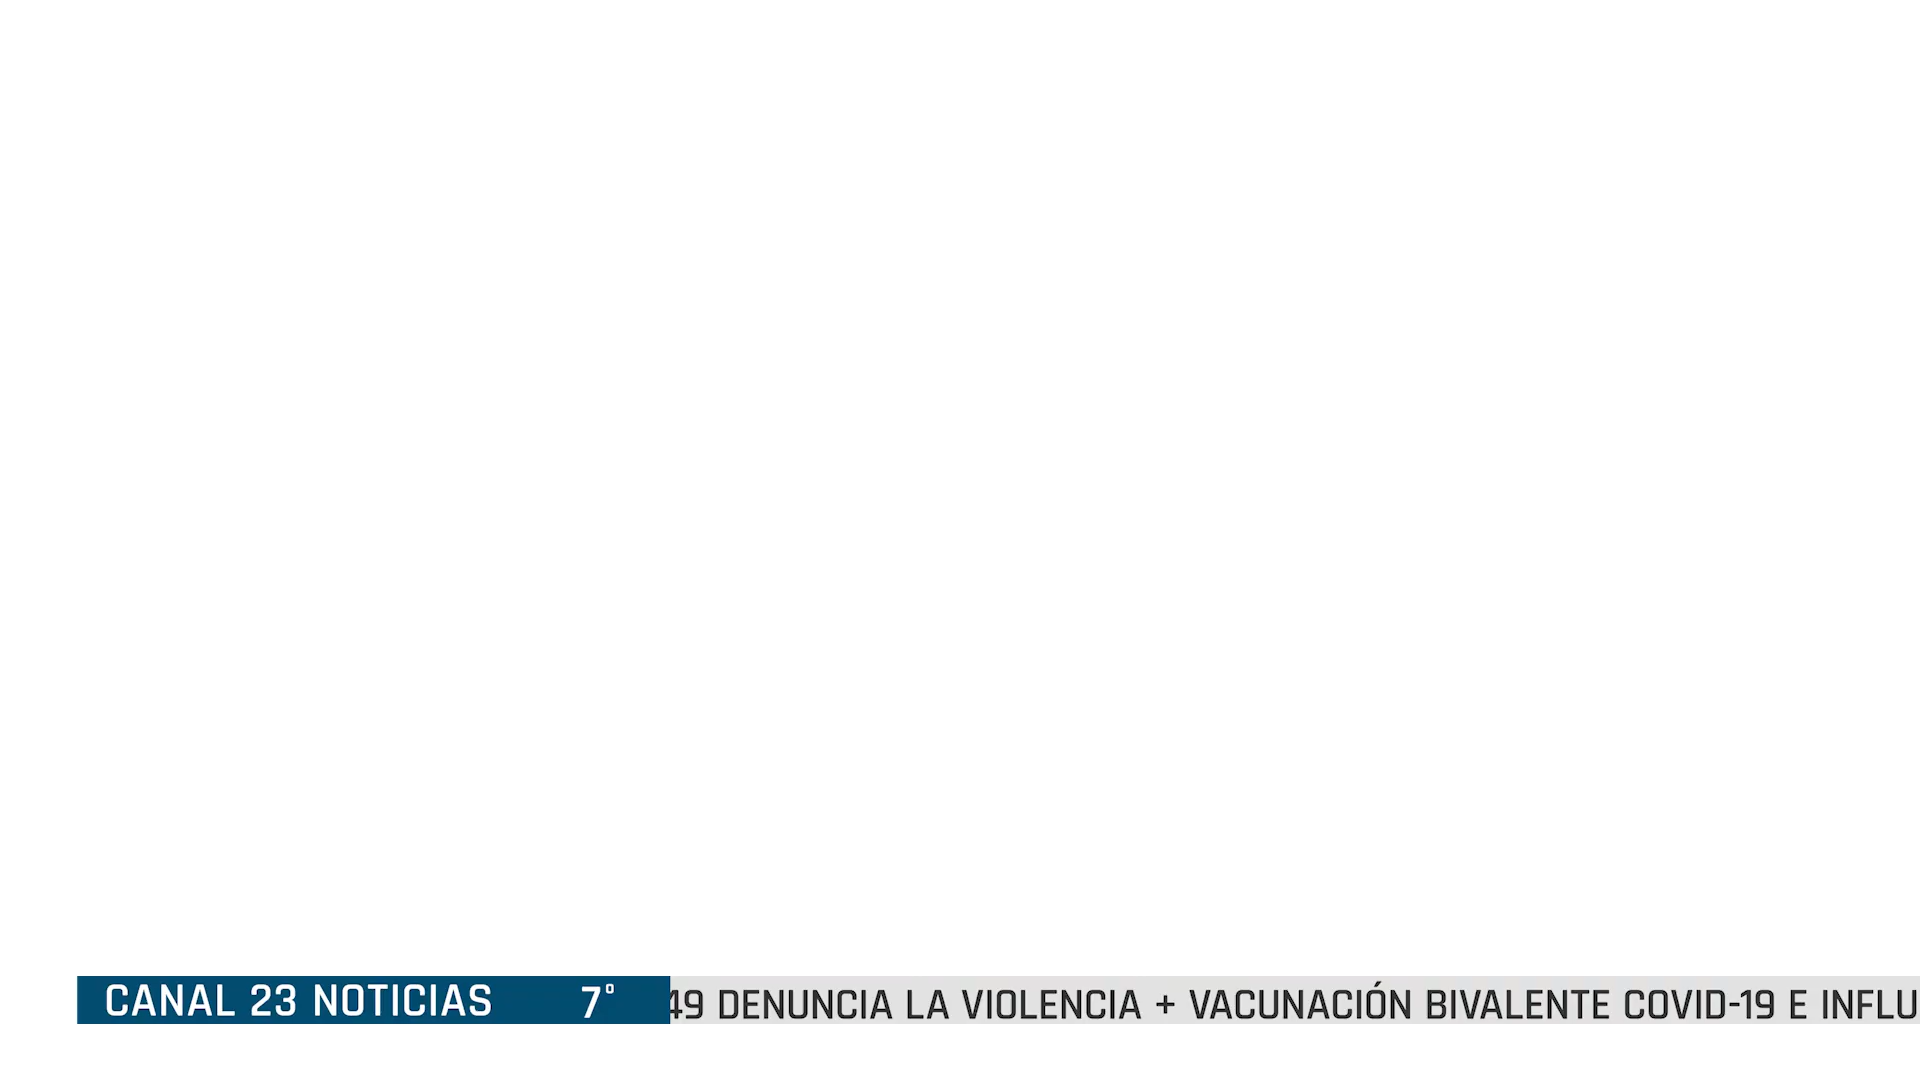 CANAL 23 NOTICIAS 7° 49 DENUNCIA LA VIOLENCIA + VACUNACIÓN BIVALENTE COVID-19 E INFLU